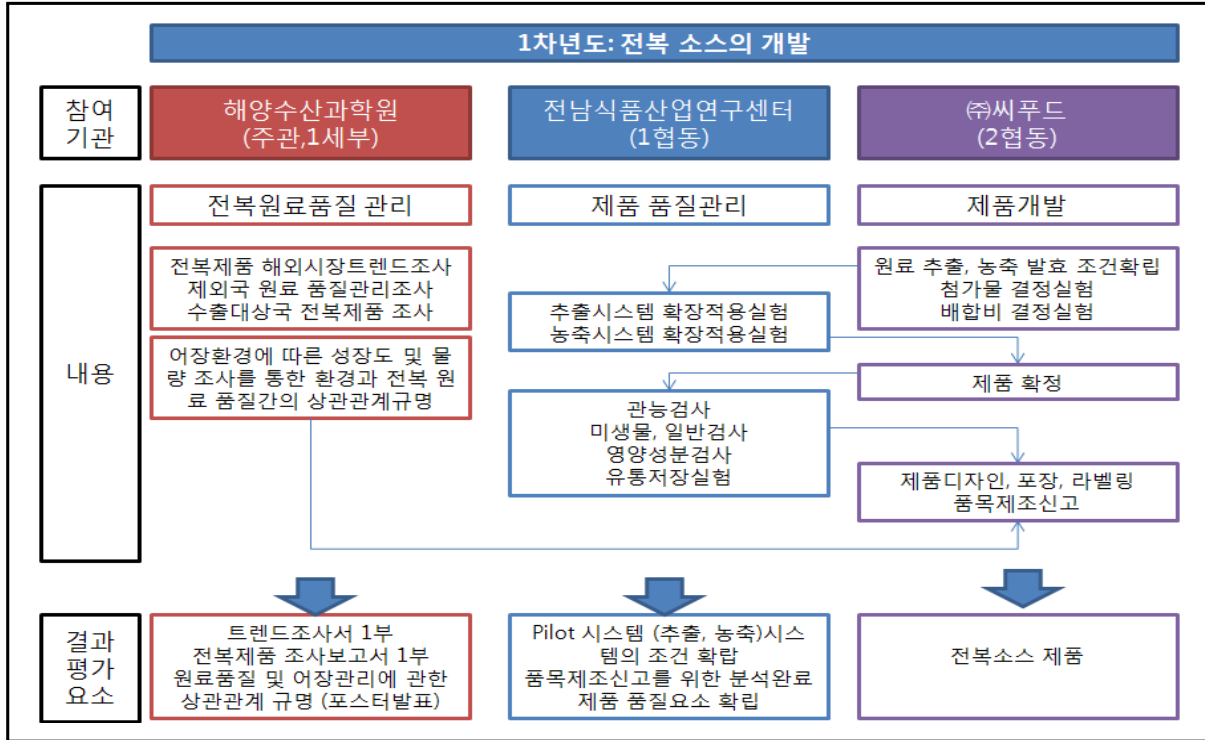 1차년도: 전복 소스의 개발
참여
기관
해양수산과학원
(주관,1세부)
전남식품산업연구센터
(1협동)
㈜씨푸드
(2협동)
내용
전복원료품질 관리
제품 품질관리
제품개발
전복제품 해외시장트렌드조사
제외국 원료 품질관리조사
수출대상국 전복제품 조사
원료 추출, 농축 발효 조건확립
첨가물 결정실험
배합비 결정실험
추출시스템 확장적용실험
농축시스템 확장적용실험
어장환경에 따른 성장도 및 물
량 조사를 통한 환경과 전복 원
료 품질간의 상관관계규명
제품 확정
관능검사
미생물, 일반검사
영양성분검사
유통저장실험
제품디자인, 포장, 라벨링
품목제조신고
결과
평가
요소
트렌드조사서 1부
전복제품 조사보고서 1부
원료품질 및 어장관리에 관한
상관관계 규명 (포스터발표)
Pilot 시스템 (추출, 농축)시스
템의 조건 확랍
품목제조신고를 위한 분석완료
제품 품질요소 확립
전복소스 제품